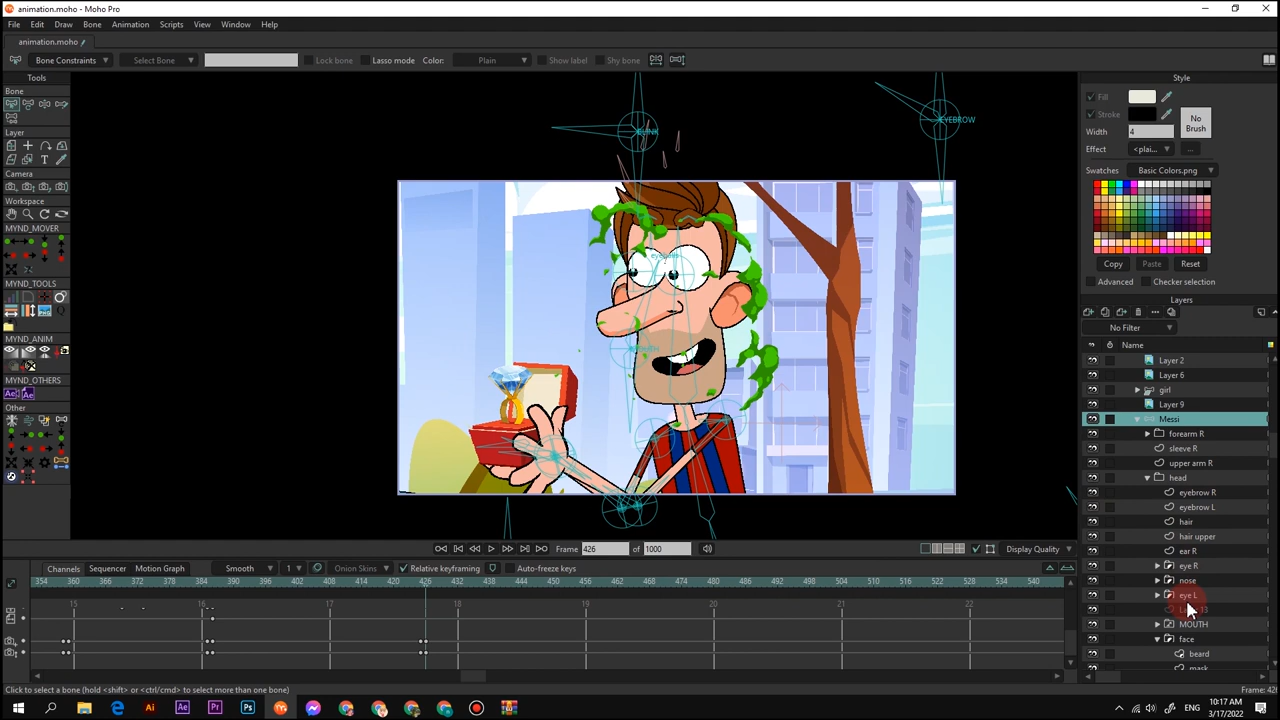 animation.moho - Moho Pro
File Edit Draw Bone Animation Scripts View Window Help
animation.moho
Bone Constraints Select Bone Lock bone Lasso mode Color: Plain Show label Shy bone
Tools
Bone
Layer
Camera
Workspace
MYND_MOVER
MYND_TOOLS
MYND_ANIM
MYND_OTHERS
Other
BLINK
EYEBROW
Style
Fill
Stroke
No Brush
Width 4
Effect <plai...
...
Swatches Basic Colors.png
Copy Paste Reset
Advanced Checker selection
Layers
No Filter
Name
Layer 2
Layer 6
girl
Layer 9
Messi
forearm R
sleeve R
upper arm R
head
eyebrow R
eyebrow L
hair
hair upper
ear R
eye R
nose
eye L
MOUTH
face
beard
mask
Frame 426 of 1000
Display Quality
Channels Sequencer Motion Graph Smooth 1 Onion Skins Relative keyframing Auto-freeze keys
354 360 366 372 378 384 390 396 402 408 414 420 426 432 438 444 450 456 462 468 474 480 486 492 498 504 510 516 522 528 534 540
15 16 17 18 19 20 21 22
Click to select a bone (hold <shift> or <ctrl/cmd> to select more than one bone)
Frame: 426
Ae Pr Ps Ai
ENG
10:17 AM
3/17/2022